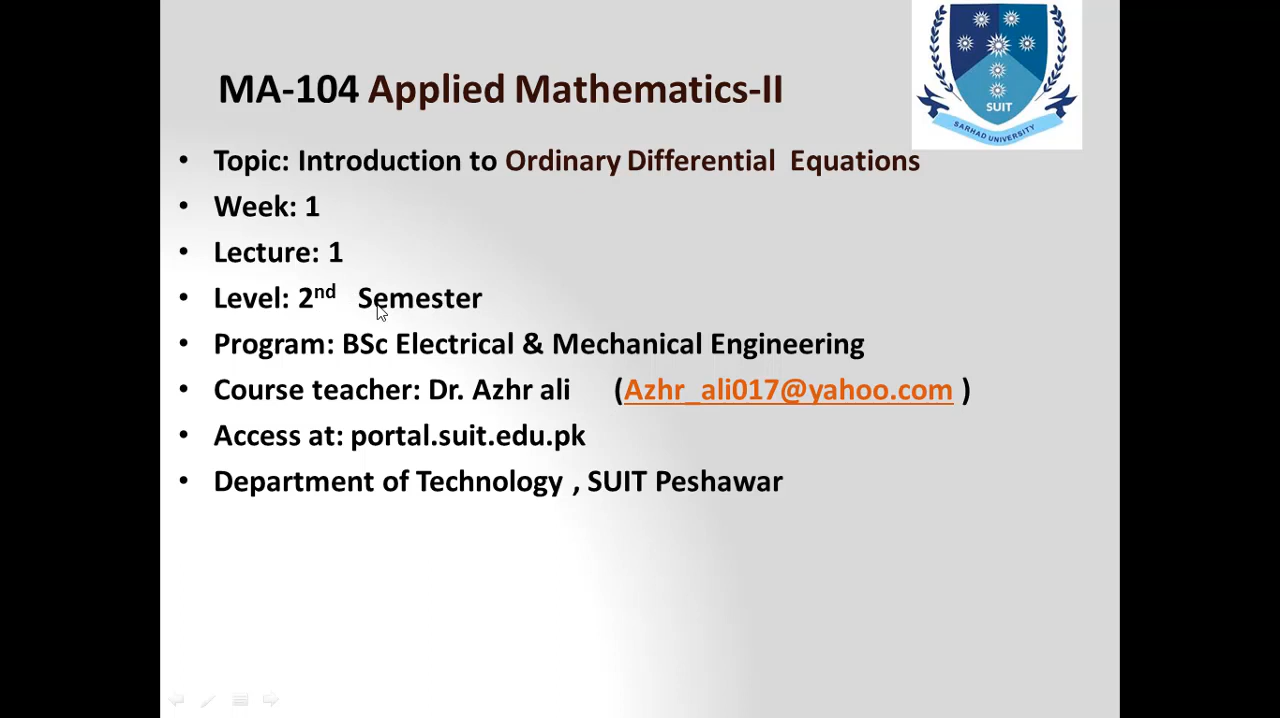 MA-104 Applied Mathematics-II
SUIT
SARHAD UNIVERSITY
• Topic: Introduction to Ordinary Differential Equations
• Week: 1
• Lecture: 1
• Level: 2nd Semester
• Program: BSc Electrical & Mechanical Engineering
• Course teacher: Dr. Azhr ali (Azhr_ali017@yahoo.com )
• Access at: portal.suit.edu.pk
• Department of Technology , SUIT Peshawar